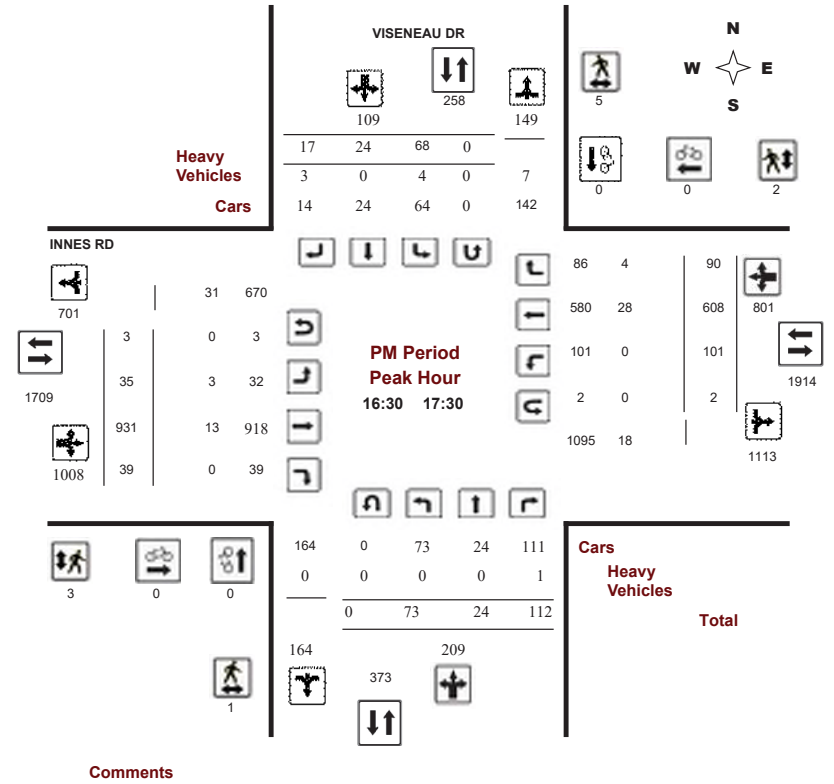 VISENEAU DR
N
W E
S
258
5
109 149
17 24 68 0
Heavy
Vehicles
3 0 4 0 7
Cars
14 24 64 0 142
0 0 2
INNES RD
701
31 670
86 4 90
801
3 0 3
580 28 608
PM Period
Peak Hour
16:30 17:30
1709
35 3 32
101 0 101
1914
931 13 918
2 0 2
1008
39 0 39
1095 18
1113
164 0 73 24 111
Cars
0 0 0 0 1
Heavy
Vehicles
0 73 24 112
Total
3 0 0
164 209
373
1
Comments